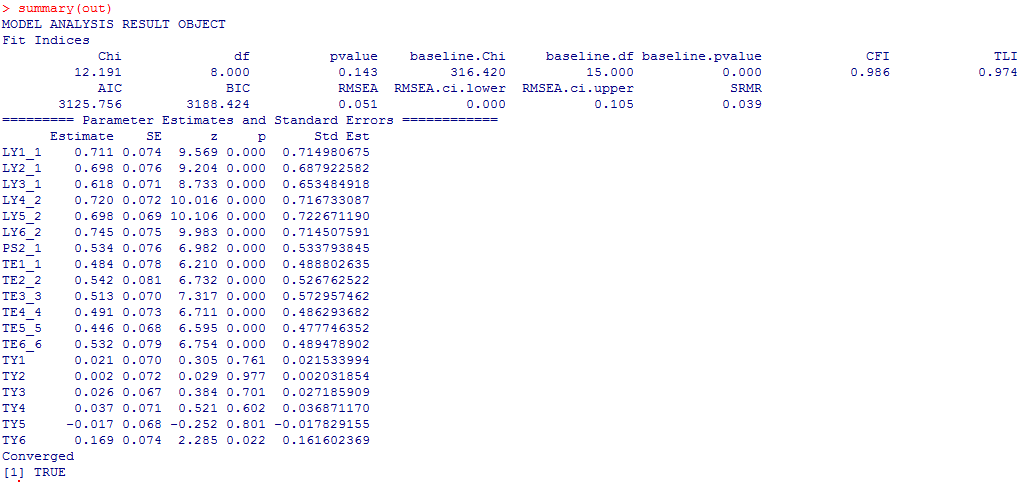 > summary(out)
MODEL ANALYSIS RESULT OBJECT
Fit Indices
Chi df pvalue baseline.Chi baseline.df baseline.pvalue CFI TLI
12.191 8.000 0.143 316.420 15.000 0.000 0.986 0.974
AIC BIC RMSEA RMSEA.ci.lower RMSEA.ci.upper SRMR
3125.756 3188.424 0.051 0.000 0.105 0.039
========= Parameter Estimates and Standard Errors ============
Estimate SE z p Std Est
LY1_1 0.711 0.074 9.569 0.000 0.714980675
LY2_1 0.698 0.076 9.204 0.000 0.687922582
LY3_1 0.618 0.071 8.733 0.000 0.653484918
LY4_2 0.720 0.072 10.016 0.000 0.716733087
LY5_2 0.698 0.069 10.106 0.000 0.722671190
LY6_2 0.745 0.075 9.983 0.000 0.714507591
PS2_1 0.534 0.076 6.982 0.000 0.533793845
TE1_1 0.484 0.078 6.210 0.000 0.488802635
TE2_2 0.542 0.081 6.732 0.000 0.526762522
TE3_3 0.513 0.070 7.317 0.000 0.572957462
TE4_4 0.491 0.073 6.711 0.000 0.486293682
TE5_5 0.446 0.068 6.595 0.000 0.477746352
TE6_6 0.532 0.079 6.754 0.000 0.489478902
TY1 0.021 0.070 0.305 0.761 0.021533994
TY2 0.002 0.072 0.029 0.977 0.002031854
TY3 0.026 0.067 0.384 0.701 0.027185909
TY4 0.037 0.071 0.521 0.602 0.036871170
TY5 -0.017 0.068 -0.252 0.801 -0.017829155
TY6 0.169 0.074 2.285 0.022 0.161602369
Converged
[1] TRUE